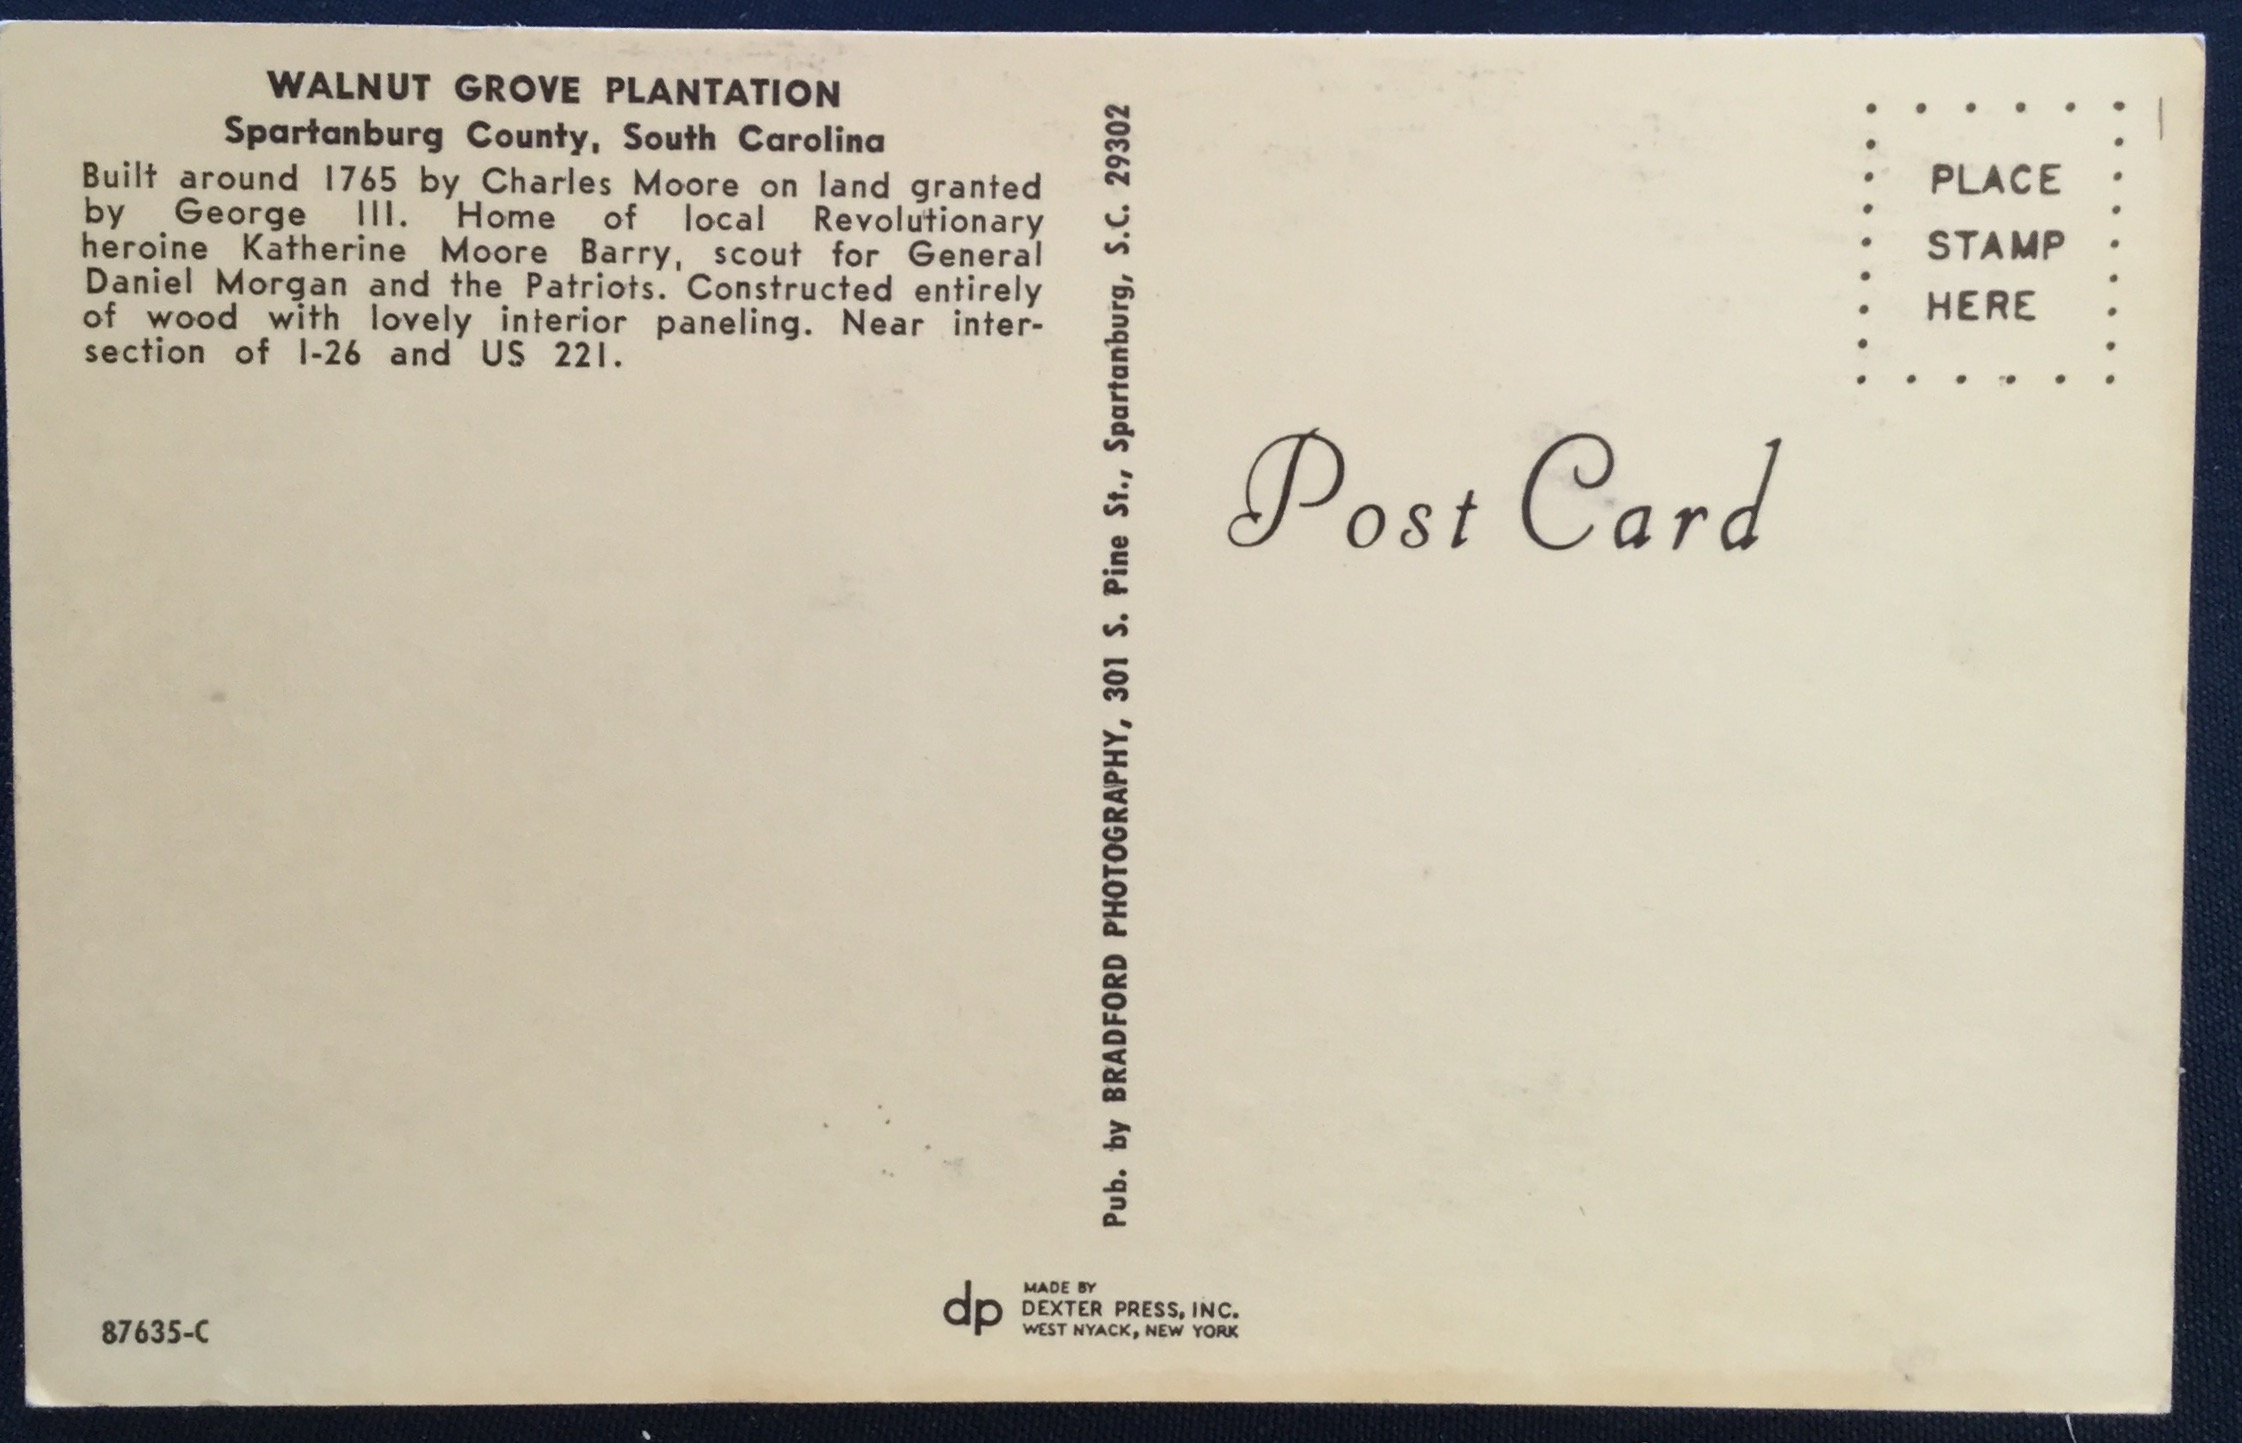 WALNUT GROVE PLANTATION
Spartanburg County, South Carolina
Built around 1765 by Charles Moore on land granted
by George III. Home of local Revolutionary
heroine Katherine Moore Barry, scout for General
Daniel Morgan and the Patriots. Constructed entirely
of wood with lovely interior paneling. Near inter-
section of I-26 and US 221.
87635-C
Pub. by BRADFORD PHOTOGRAPHY, 301 S. Pine St., Spartanburg, S.C. 29302
dp
MADE BY
DEXTER PRESS, INC.
WEST NYACK, NEW YORK
PLACE
STAMP
HERE
Post Card